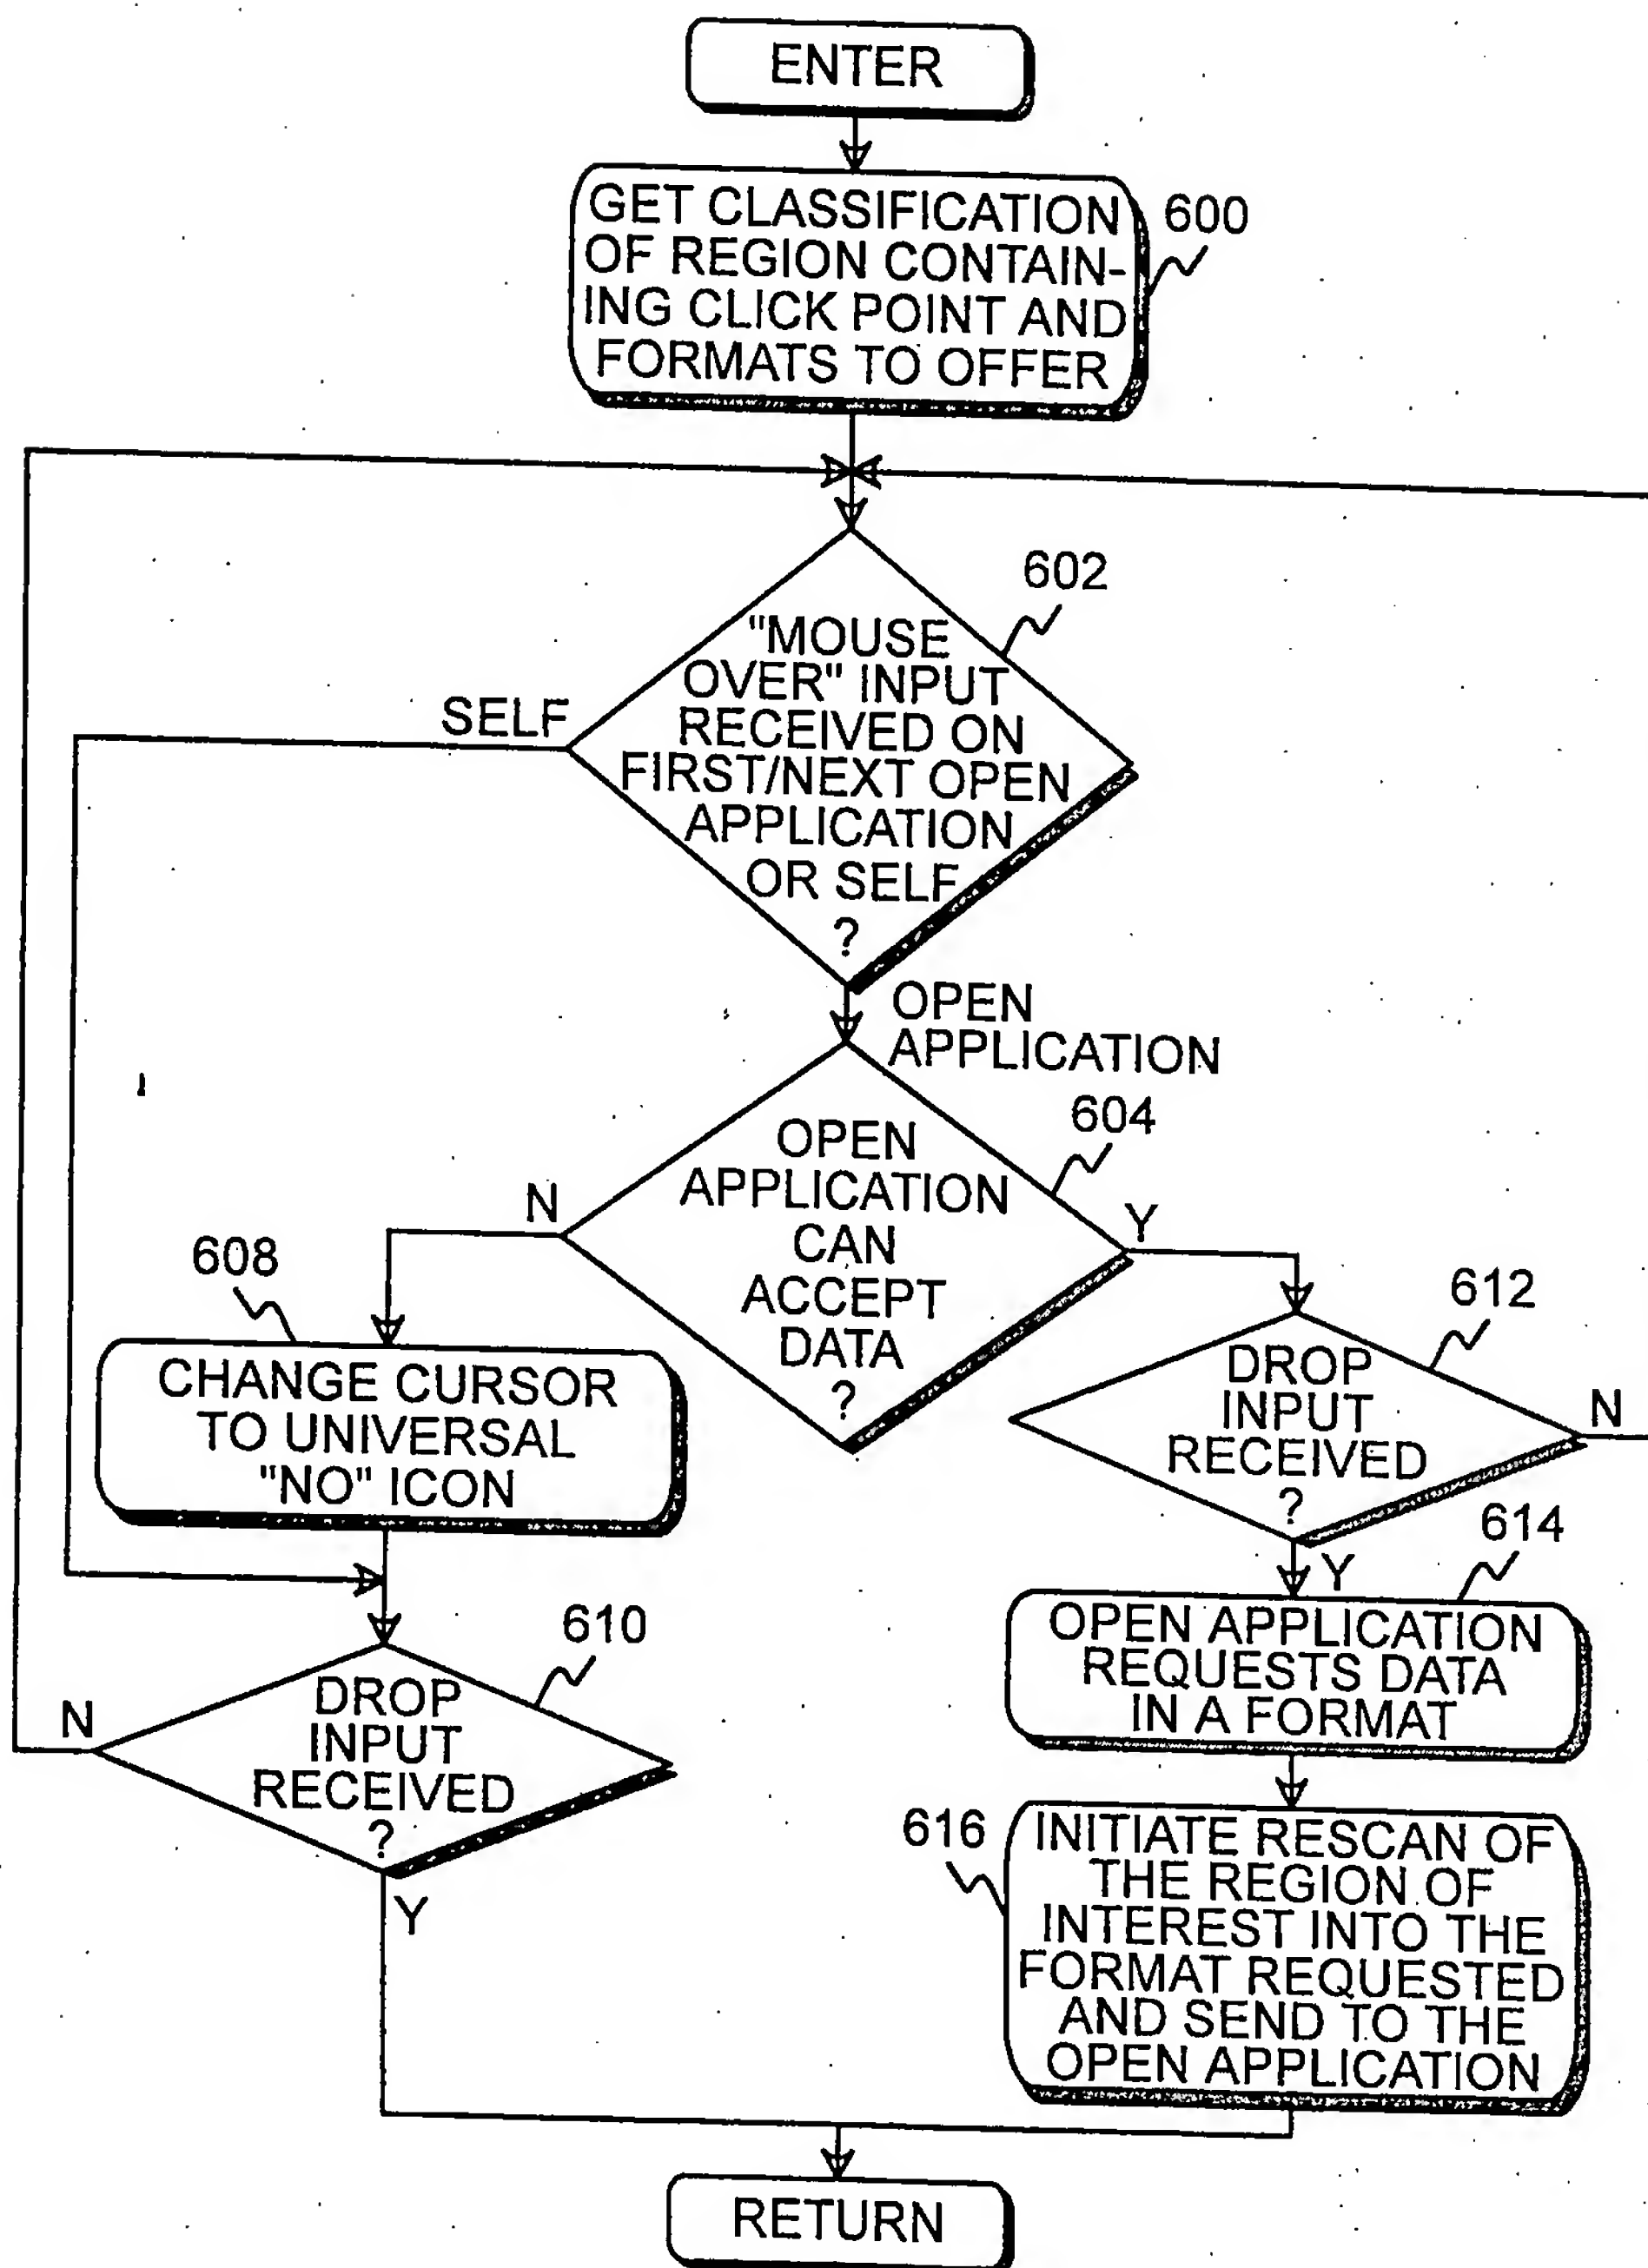 ENTER
GET CLASSIFICATION
OF REGION CONTAIN-
ING CLICK POINT AND
FORMATS TO OFFER
600
602
"MOUSE
OVER" INPUT
RECEIVED ON
FIRST/NEXT OPEN
APPLICATION
OR SELF
?
SELF
OPEN
APPLICATION
604
OPEN
APPLICATION
CAN
ACCEPT
DATA
?
N
Y
608
CHANGE CURSOR
TO UNIVERSAL
"NO" ICON
612
DROP
INPUT
RECEIVED
?
N
Y
614
OPEN APPLICATION
REQUESTS DATA
IN A FORMAT
610
DROP
INPUT
RECEIVED
?
N
Y
616
INITIATE RESCAN OF
THE REGION OF
INTEREST INTO THE
FORMAT REQUESTED
AND SEND TO THE
OPEN APPLICATION
RETURN